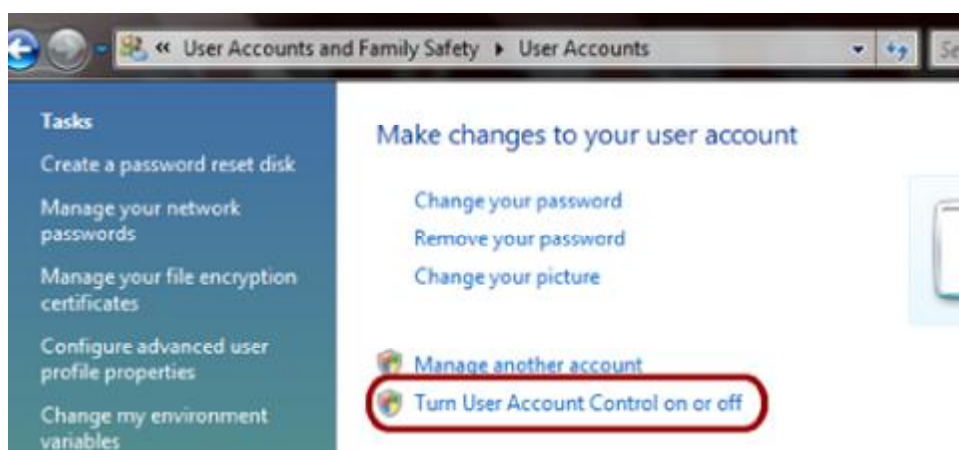 « User Accounts and Family Safety ▸ User Accounts
Tasks
Create a password reset disk
Manage your network
passwords
Manage your file encryption
certificates
Configure advanced user
profile properties
Change my environment
variables
Make changes to your user account
Change your password
Remove your password
Change your picture
Manage another account
Turn User Account Control on or off